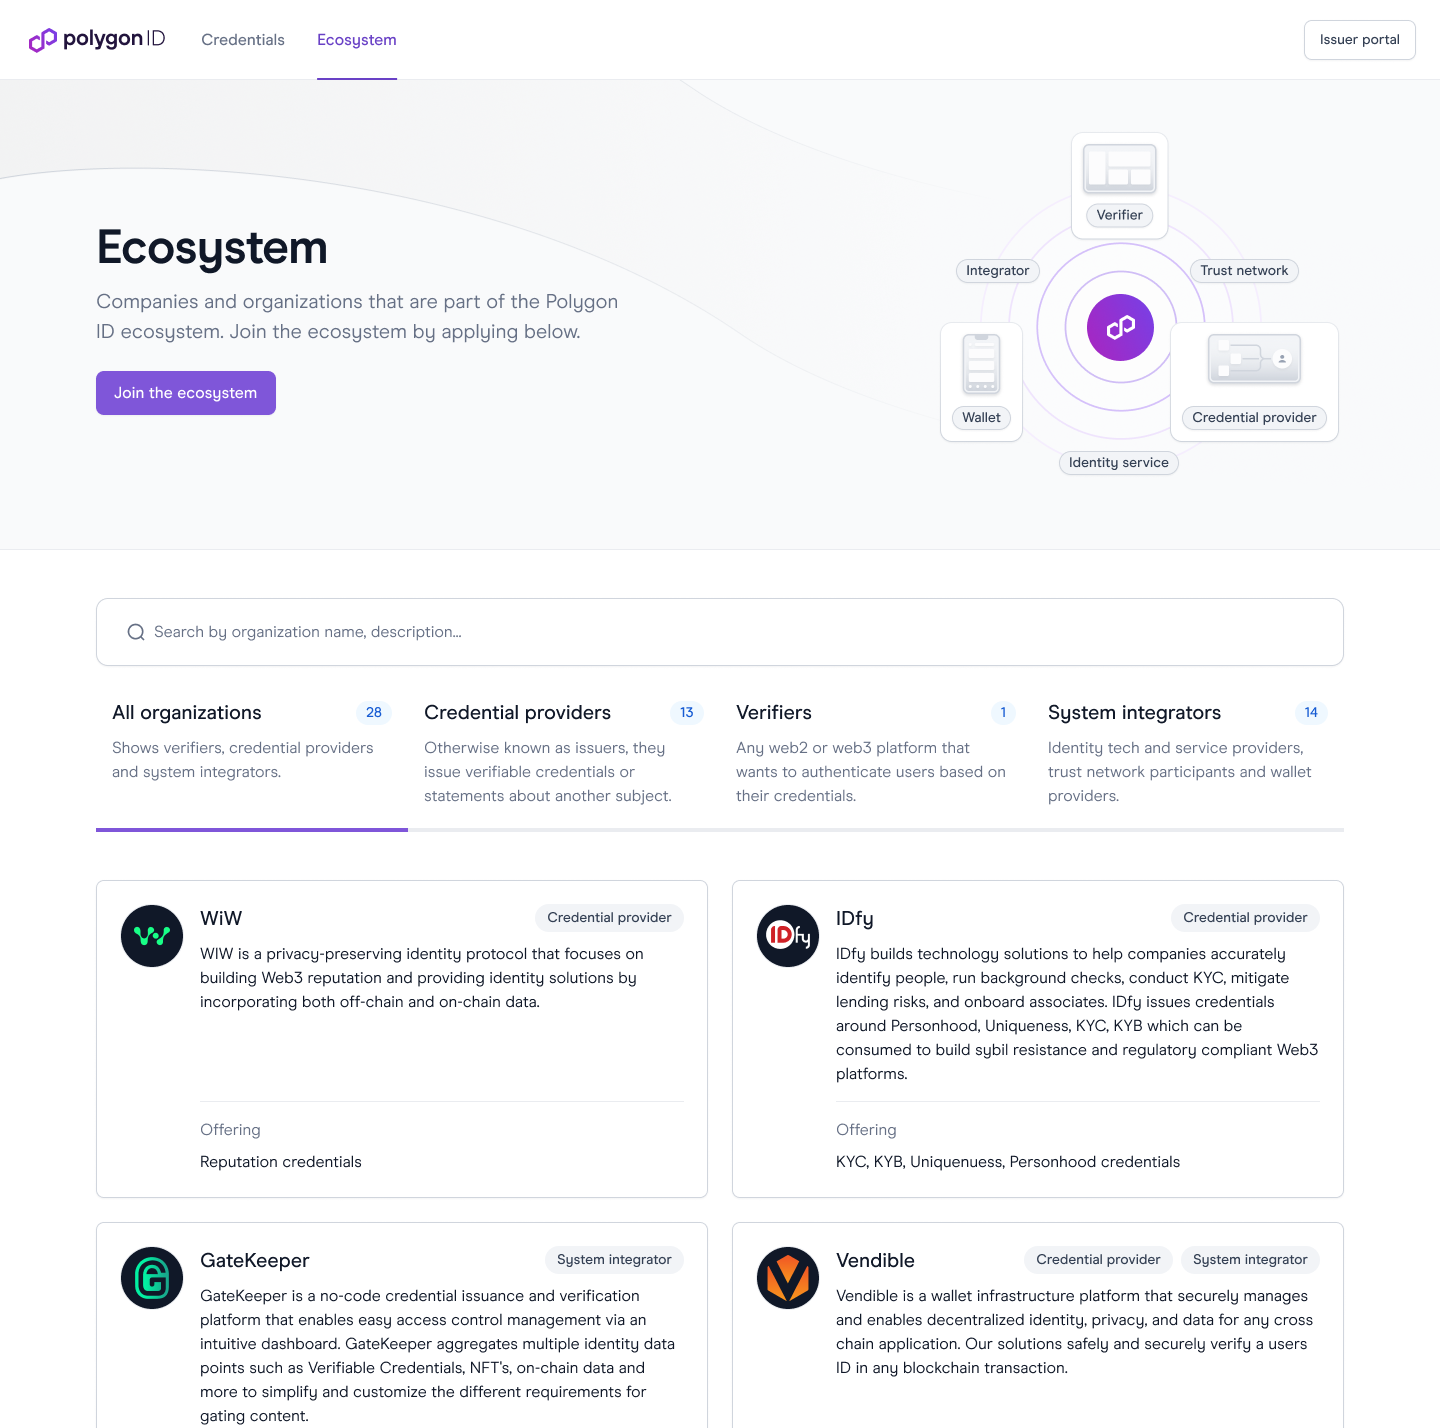 polygon ID
Credentials
Ecosystem
Issuer portal
Ecosystem
Companies and organizations that are part of the Polygon
ID ecosystem. Join the ecosystem by applying below.
Join the ecosystem
Verifier
Integrator
Trust network
Wallet
Credential provider
Identity service
Search by organization name, description...
All organizations
28
Shows verifiers, credential providers
and system integrators.
Credential providers
13
Otherwise known as issuers, they
issue verifiable credentials or
statements about another subject.
Verifiers
1
Any web2 or web3 platform that
wants to authenticate users based on
their credentials.
System integrators
14
Identity tech and service providers,
trust network participants and wallet
providers.
WiW
Credential provider
WIW is a privacy-preserving identity protocol that focuses on
building Web3 reputation and providing identity solutions by
incorporating both off-chain and on-chain data.
Offering
Reputation credentials
IDfy
IDfy
Credential provider
IDfy builds technology solutions to help companies accurately
identify people, run background checks, conduct KYC, mitigate
lending risks, and onboard associates. IDfy issues credentials
around Personhood, Uniqueness, KYC, KYB which can be
consumed to build sybil resistance and regulatory compliant Web3
platforms.
Offering
KYC, KYB, Uniquenuess, Personhood credentials
GateKeeper
System integrator
GateKeeper is a no-code credential issuance and verification
platform that enables easy access control management via an
intuitive dashboard. GateKeeper aggregates multiple identity data
points such as Verifiable Credentials, NFT's, on-chain data and
more to simplify and customize the different requirements for
gating content.
Vendible
Credential provider
System integrator
Vendible is a wallet infrastructure platform that securely manages
and enables decentralized identity, privacy, and data for any cross
chain application. Our solutions safely and securely verify a users
ID in any blockchain transaction.